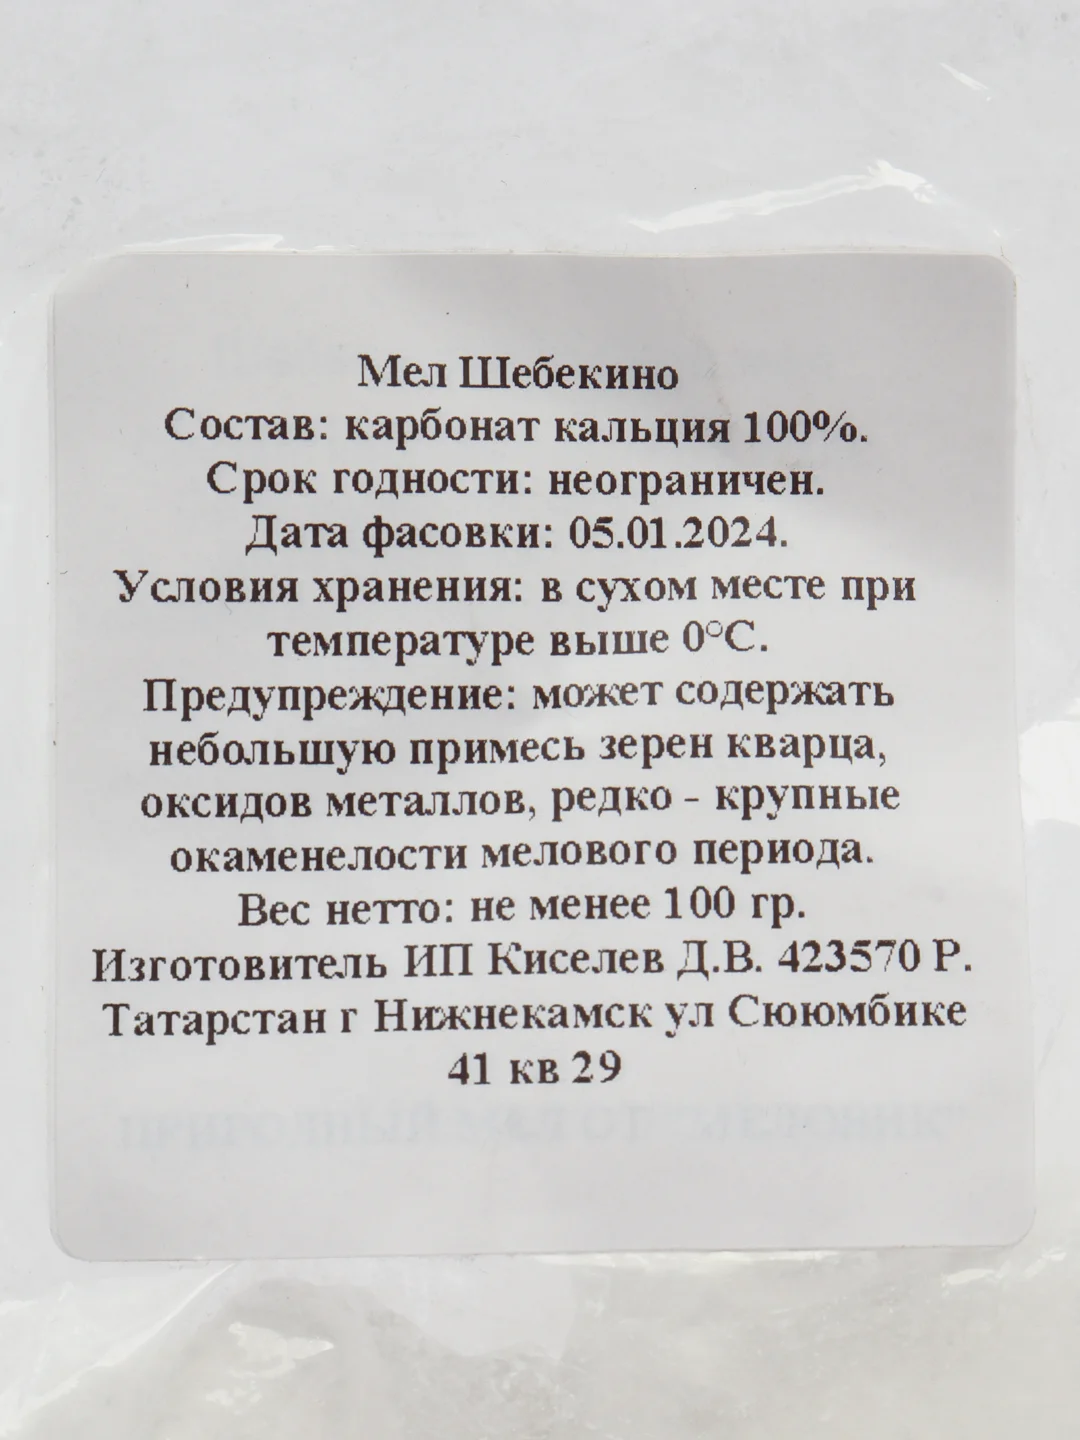 Мел Шебекино
Состав: карбонат кальция 100%.
Срок годности: неограничен.
Дата фасовки: 05.01.2024.
Условия хранения: в сухом месте при
температуре выше 0°С.
Предупреждение: может содержать
небольшую примесь зерен кварца,
оксидов металлов, редко - крупные
окаменелости мелового периода.
Вес нетто: не менее 100 гр.
Изготовитель ИП Киселев Д.В. 423570 Р.
Татарстан г Нижнекамск ул Сююмбике
41 кв 29